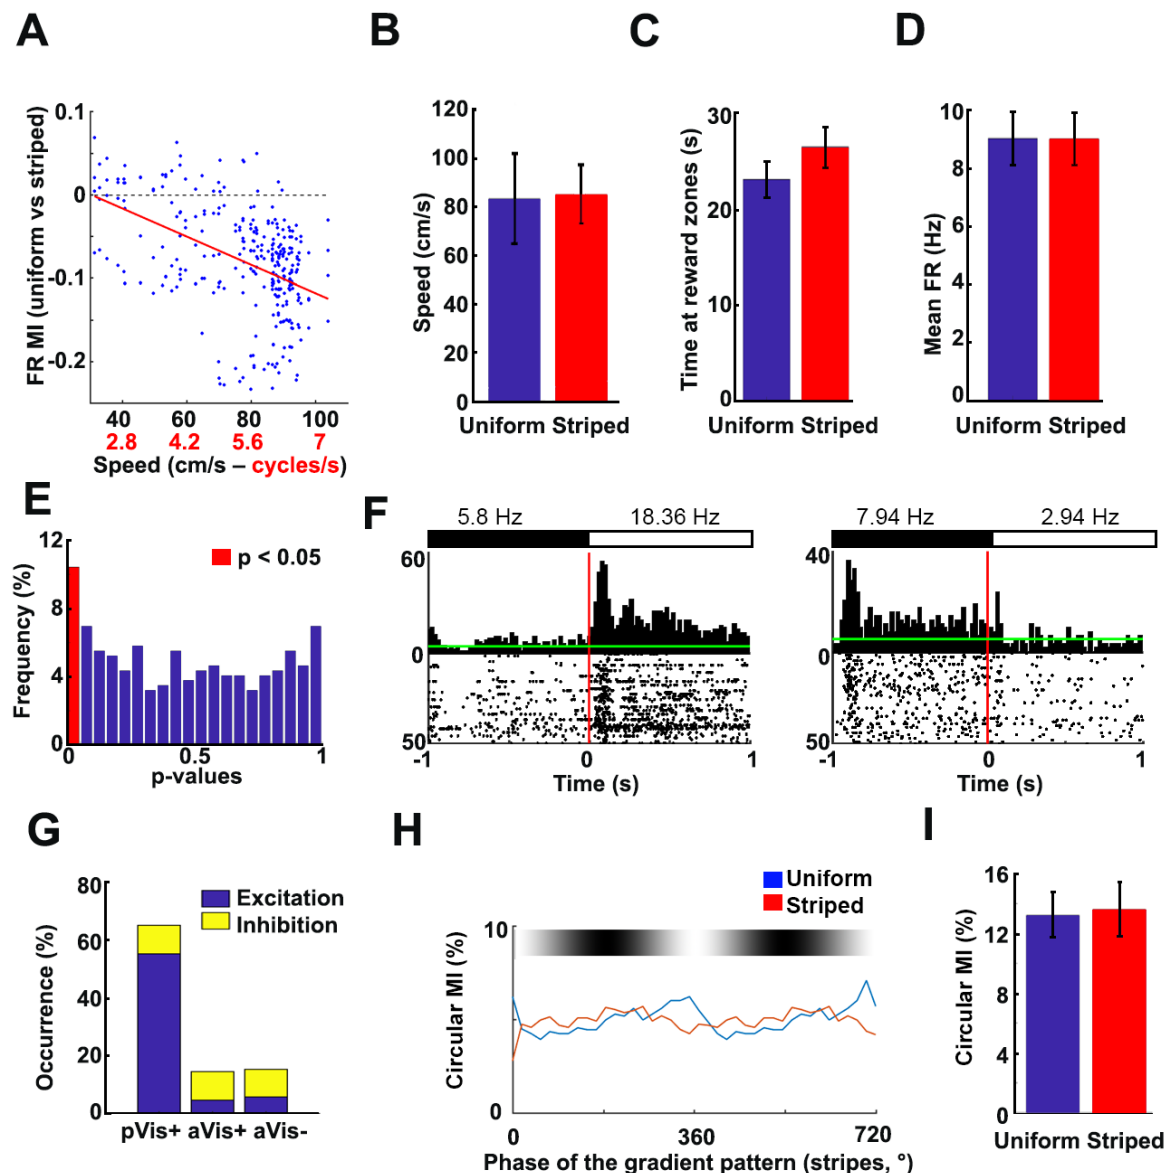 A
FR MI (uniform vs striped)
0.1
0
-0.1
-0.2
40 60 80 100
2.8 4.2 5.6 7
Speed (cm/s – cycles/s)
B
Speed (cm/s)
120
100
80
60
40
20
0
Uniform Striped
C
Time at reward zones (s)
30
20
10
0
Uniform Striped
D
Mean FR (Hz)
10
8
6
4
2
0
Uniform Striped
E
Frequency (%)
12
8
4
0
p < 0.05
0 0.5 1
p-values
F
5.8 Hz 18.36 Hz
60
0
50
-1 0 1
Time (s)
7.94 Hz 2.94 Hz
40
0
50
-1 0 1
Time (s)
G
Occurrence (%)
80
60
40
20
0
Excitation
Inhibition
pVis+ aVis+ aVis-
H
Uniform
Striped
Circular MI (%)
10
0
0 360 720
Phase of the gradient pattern (stripes, °)
I
Circular MI (%)
16
12
8
4
0
Uniform Striped